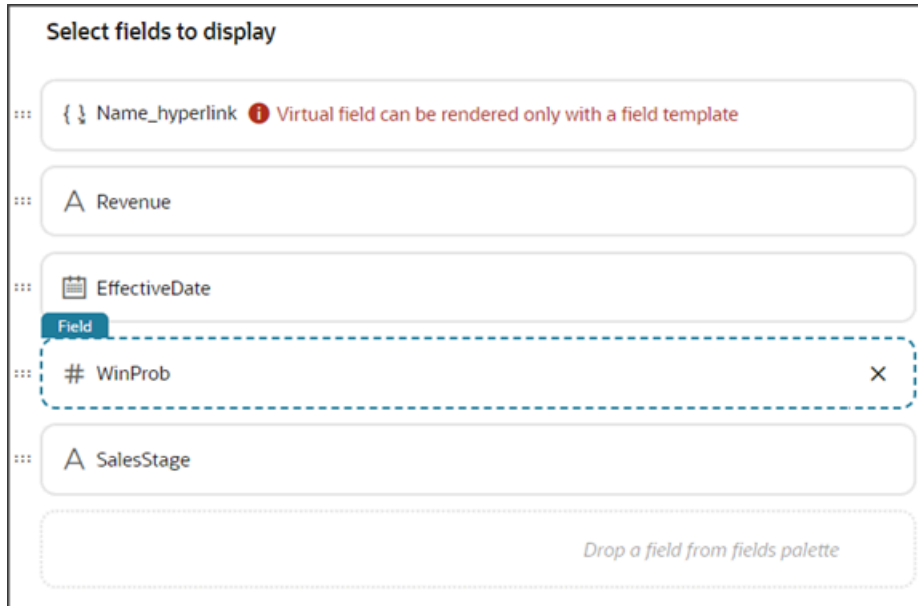 Select fields to display
Name_hyperlink Virtual field can be rendered only with a field template
A Revenue
EffectiveDate
Field
# WinProb
A SalesStage
Drop a field from fields palette